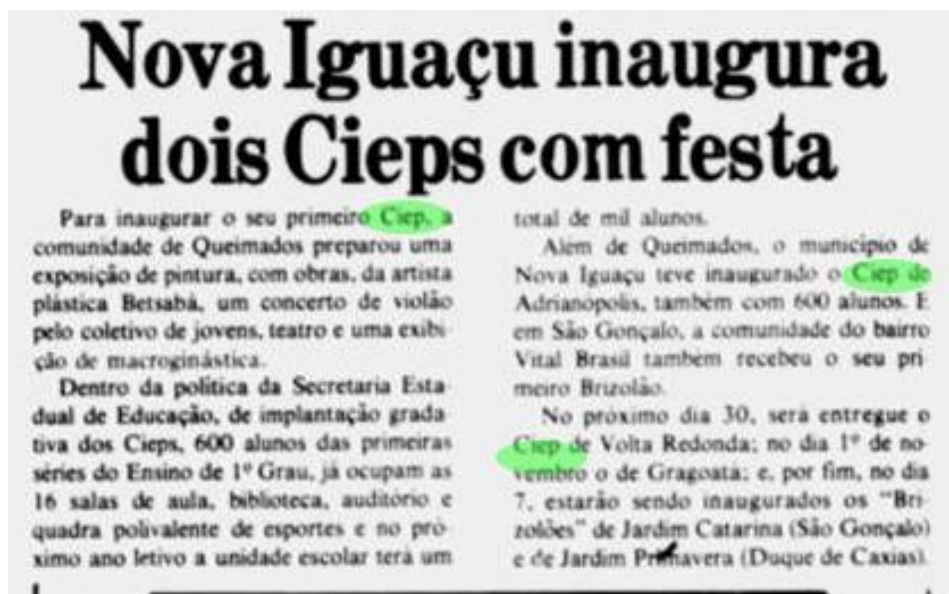 Nova Iguaçu inaugura
dois Cieps com festa
Para inaugurar o seu primeiro Ciep, a
comunidade de Queimados preparou uma
exposição de pintura, com obras, da artista
plástica Betsabá, um concerto de violão
pelo coletivo de jovens, teatro e uma exibi-
ção de macroginástica.
Dentro da política da Secretaria Esta-
dual de Educação, de implantação grada-
tiva dos Cieps, 600 alunos das primeiras
séries do Ensino de 1º Grau, já ocupam as
16 salas de aula, biblioteca, auditório e
quadra polivalente de esportes e no pró-
ximo ano letivo a unidade escolar terá um
total de mil alunos.
Além de Queimados, o município de
Nova Iguaçu teve inaugurado o Ciep de
Adrianópolis, também com 600 alunos. E
em São Gonçalo, a comunidade do bairro
Vital Brasil também recebeu o seu pri-
meiro Brizolão.
No próximo dia 30, será entregue o
Ciep de Volta Redonda; no dia 1º de no-
vembro o de Gragoatá; e, por fim, no dia
7, estarão sendo inaugurados os "Bri-
zolões" de Jardim Catarina (São Gonçalo)
e de Jardim Primavera (Duque de Caxias).